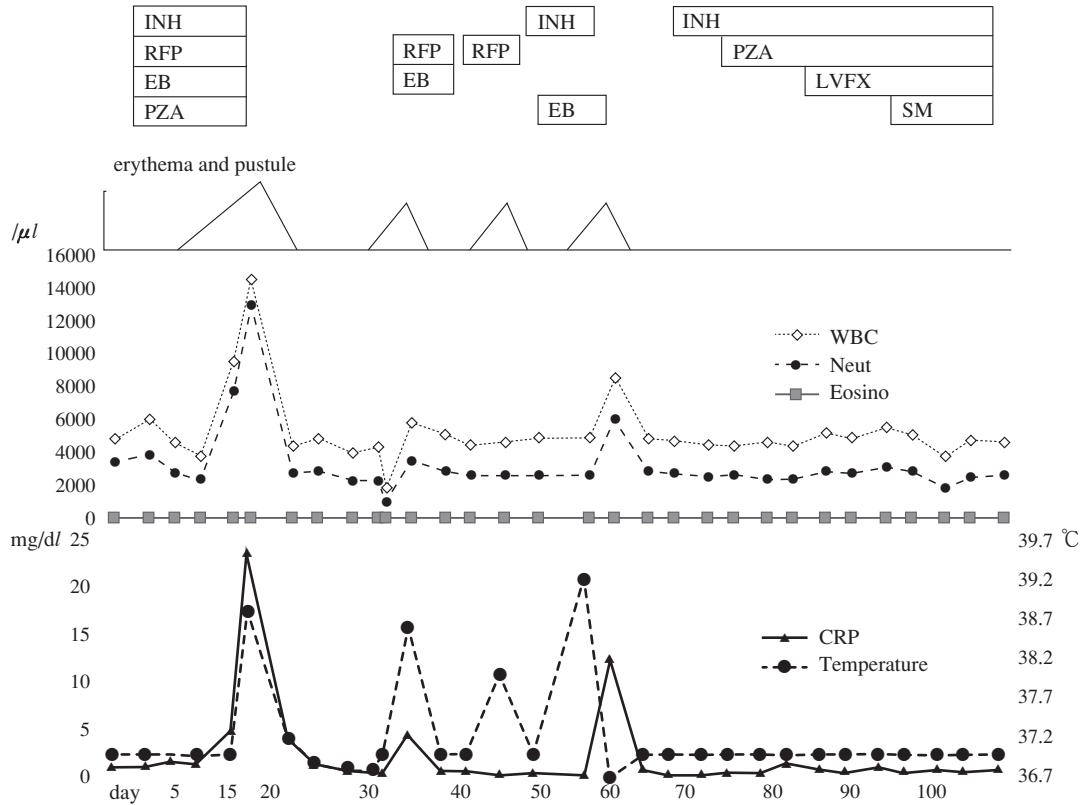 INH
INH
INH
RFP
RFP
RFP
PZA
EB
EB
LVFX
PZA
EB
SM
erythema and pustule
/μl
16000
14000
12000
10000
8000
6000
4000
2000
0
WBC
Neut
Eosino
mg/dl
25
20
15
10
5
0
39.7 ℃
39.2
38.7
38.2
37.7
37.2
36.7
CRP
Temperature
day 5 15 20 30 40 50 60 70 80 90 100